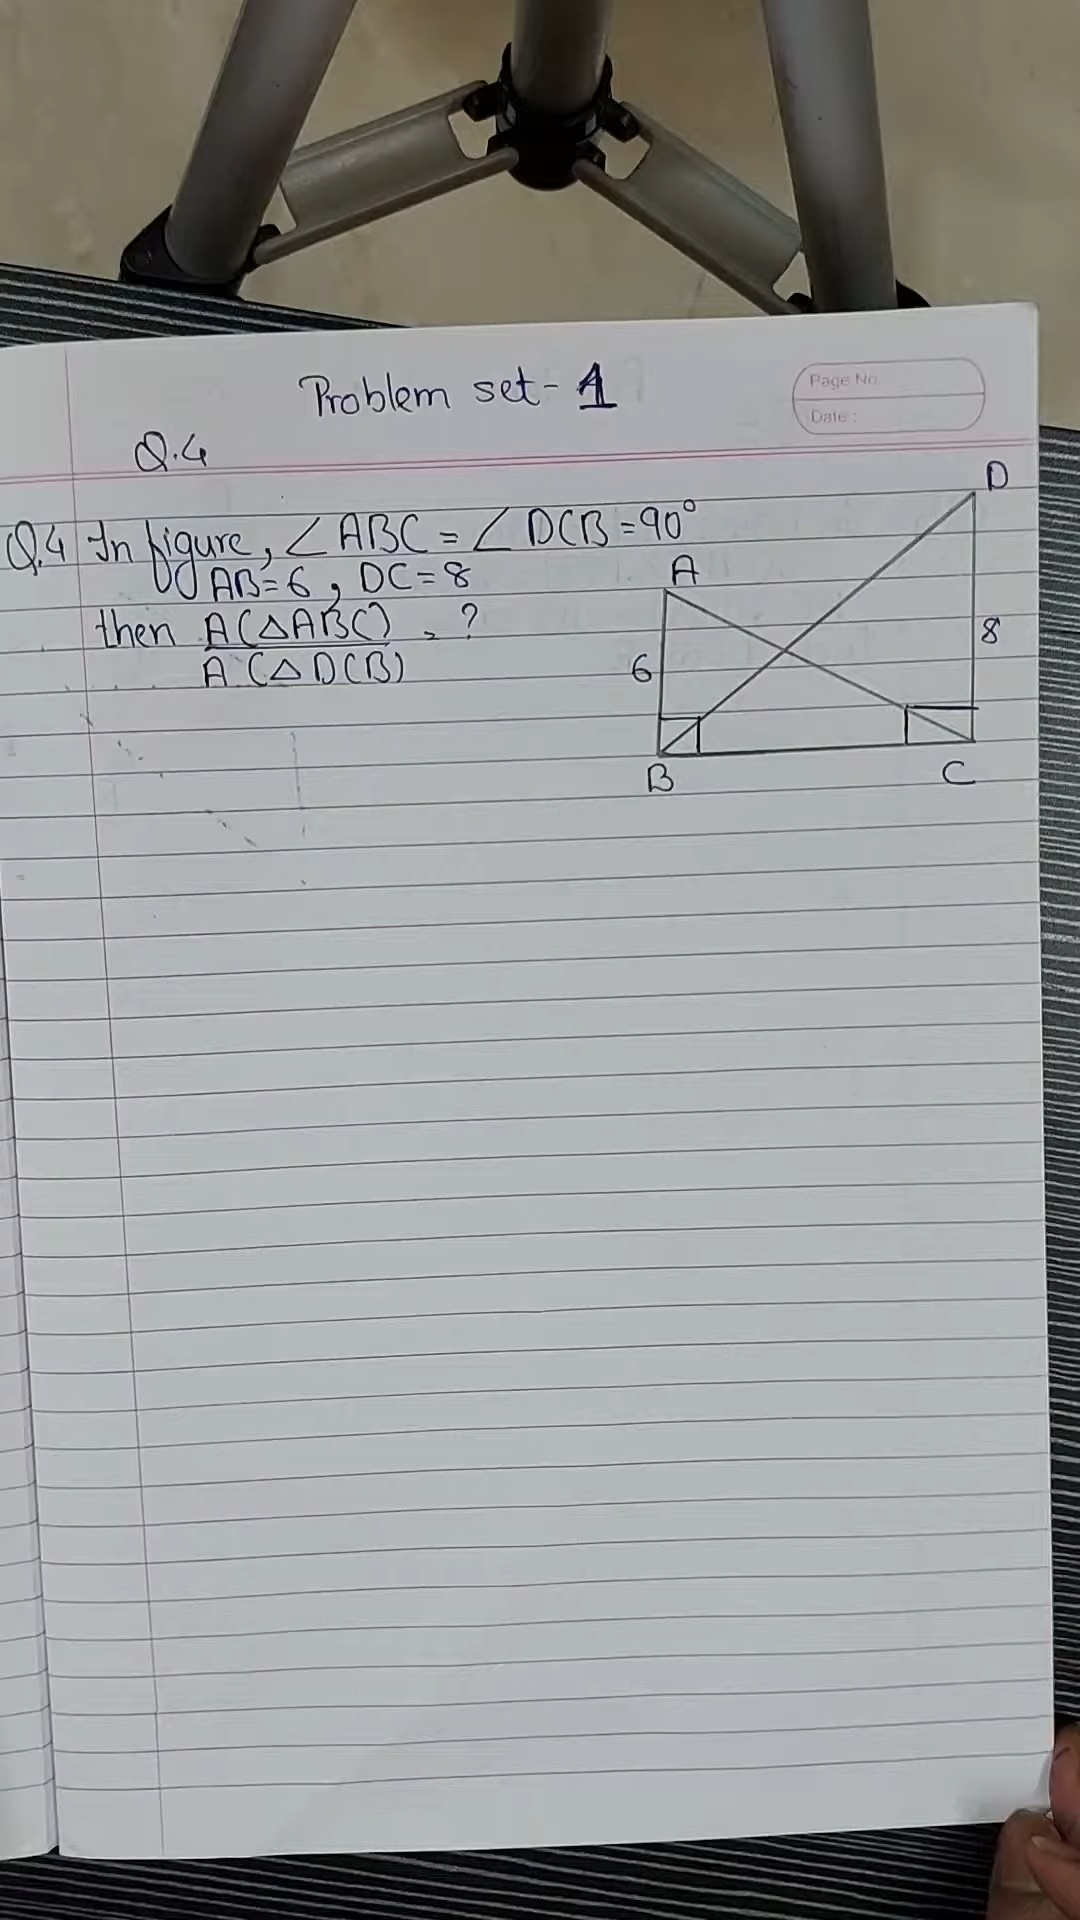 Problem set- 1
Page No.
Date :
Q.4
Q.4 In figure, ∠ABC = ∠DCB = 90°
AB = 6, DC = 8
then A(△ABC) = ?
A(△DCB)
D
A
8
6
B
C